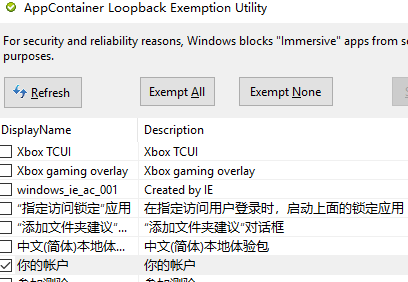 AppContainer Loopback Exemption Utility
For security and reliability reasons, Windows blocks "Immersive" apps from
purposes.
Refresh Exempt All Exempt None
DisplayName Description
Xbox TCUI Xbox TCUI
Xbox gaming overlay Xbox gaming overlay
windows_ie_ac_001 Created by IE
“指定访问锁定”应用 在指定访问用户登录时，启动上面的锁定应用
“添加文件夹建议”... “添加文件夹建议”对话框
中文(简体)本地体... 中文(简体)本地体验包
你的帐户 你的帐户